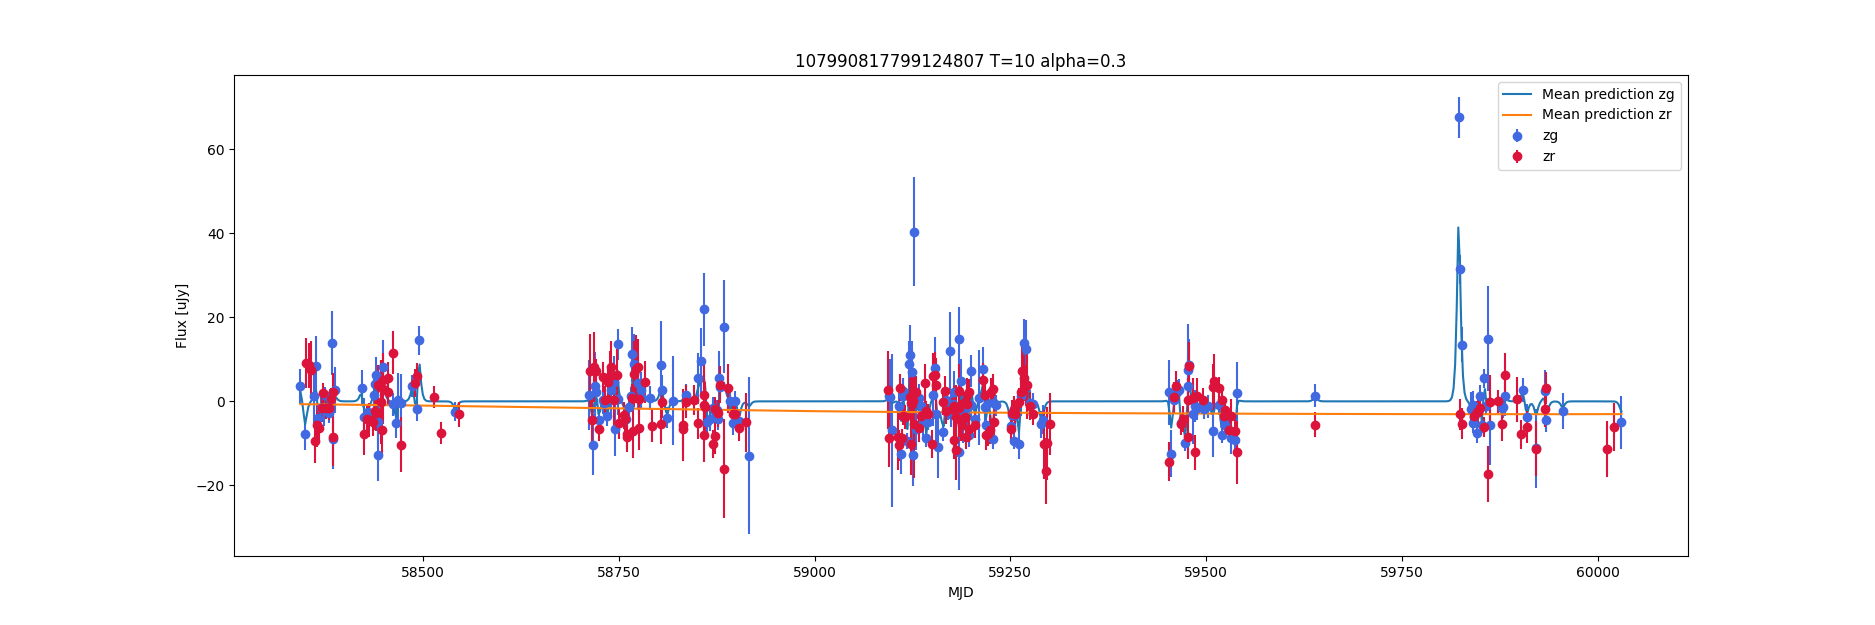 107990817799124807 T=10 alpha=0.3
Mean prediction zg
Mean prediction zr
zg
zr
Flux [uJy]
60
40
20
0
−20
58500 58750 59000 59250 59500 59750 60000
MJD